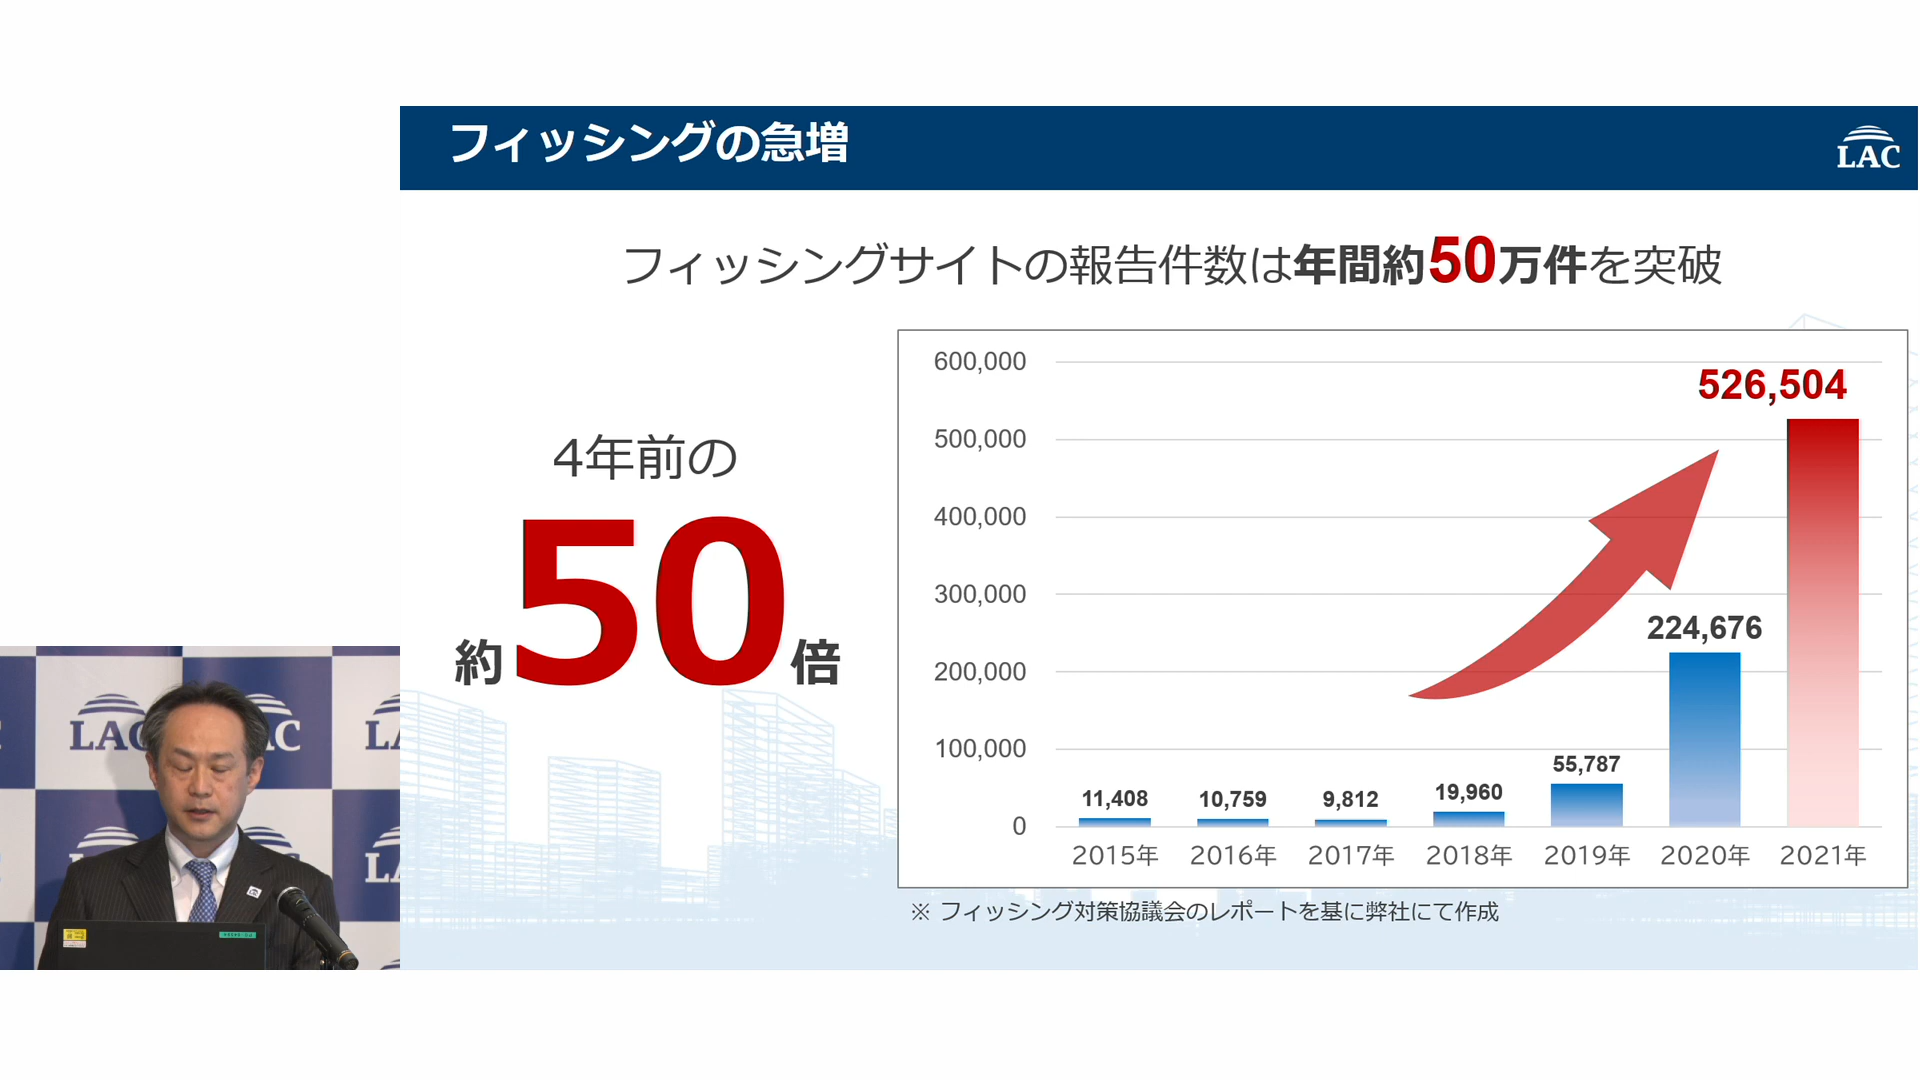 フィッシングの急増
LAC
フィッシングサイトの報告件数は年間約50万件を突破
4年前の
約50倍
600,000
500,000
400,000
300,000
200,000
100,000
0
526,504
224,676
55,787
19,960
9,812
10,759
11,408
2015年 2016年 2017年 2018年 2019年 2020年 2021年
※ フィッシング対策協議会のレポートを基に弊社にて作成
LAC
LAC